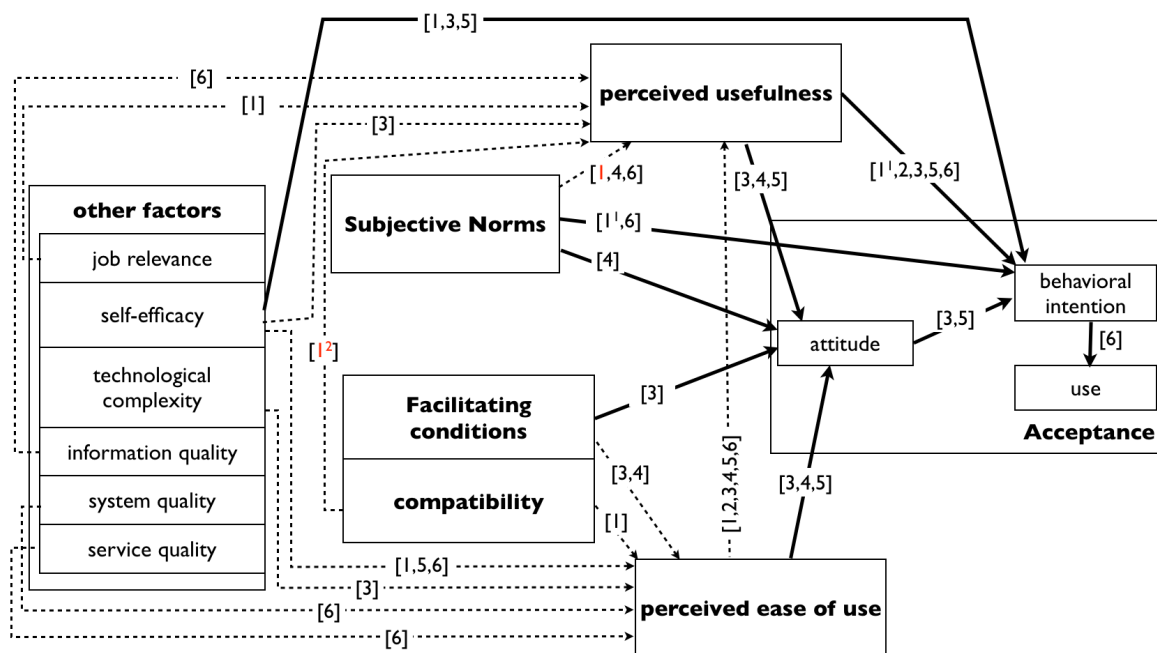 [1,3,5]
[6]
perceived usefulness
[1]
[3]
[1,4,6]
[3,4,5]
[1¹,2,3,5,6]
other factors
Subjective Norms
[1¹,6]
job relevance
[4]
behavioral
intention
self-efficacy
[3,5]
[6]
[1²]
attitude
technological
complexity
use
Facilitating
conditions
[3]
Acceptance
information quality
[3,4]
[1,2,3,4,5,6]
[3,4,5]
system quality
compatibility
[1]
service quality
[1,5,6]
[3]
perceived ease of use
[6]
[6]